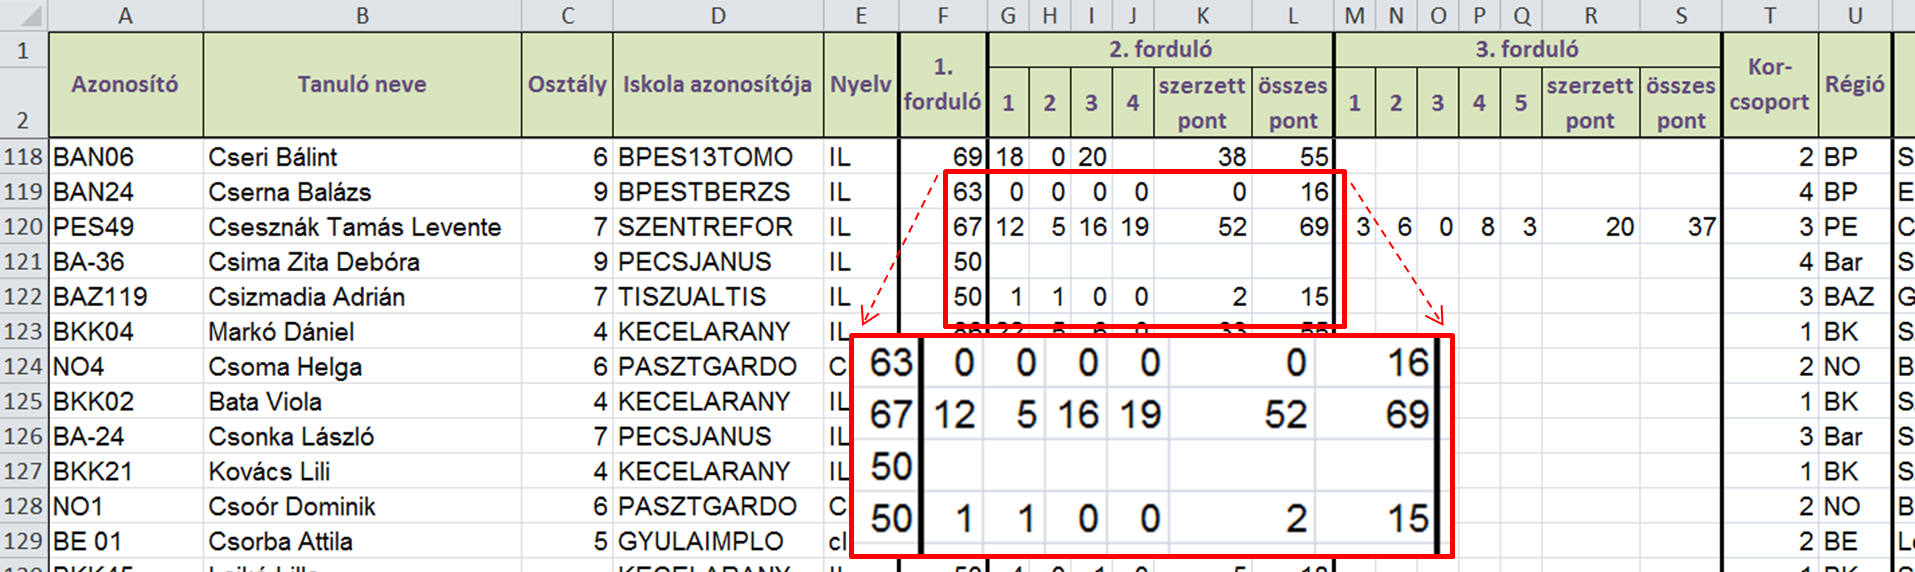 A B C D E F G H I J K L M N O P Q R S T U
1 2. forduló 3. forduló
2 Azonosító Tanuló neve Osztály Iskola azonosítója Nyelv 1. forduló 1 2 3 4 szerzett pont összes pont 1 2 3 4 5 szerzett pont összes pont Kor-csoport Régió
118 BAN06 Cseri Bálint 6 BPES13TOMO IL 69 18 0 20 38 55 2 BP S
119 BAN24 Cserna Balázs 9 BPESTBERZS IL 63 0 0 0 0 0 16 4 BP E
120 PES49 Csesznák Tamás Levente 7 SZENTREFOR IL 67 12 5 16 19 52 69 3 6 0 8 3 20 37 3 PE C
121 BA-36 Csima Zita Debóra 9 PECSJANUS IL 50 4 Bar S
122 BAZ119 Csizmadia Adrián 7 TISZUALTIS IL 50 1 1 0 0 2 15 3 BAZ G
123 BKK04 Markó Dániel 4 KECELARANY IL 1 BK S
124 NO4 Csoma Helga 6 PASZTGARDO C 2 NO B
125 BKK02 Bata Viola 4 KECELARANY IL 1 BK S
126 BA-24 Csonka László 7 PECSJANUS IL 3 Bar S
127 BKK21 Kovács Lili 4 KECELARANY IL 1 BK S
128 NO1 Csoór Dominik 6 PASZTGARDO C 2 NO B
129 BE 01 Csorba Attila 5 GYULAIMPLO cl 2 BE L
63 0 0 0 0 0 16
67 12 5 16 19 52 69
50
50 1 1 0 0 2 15